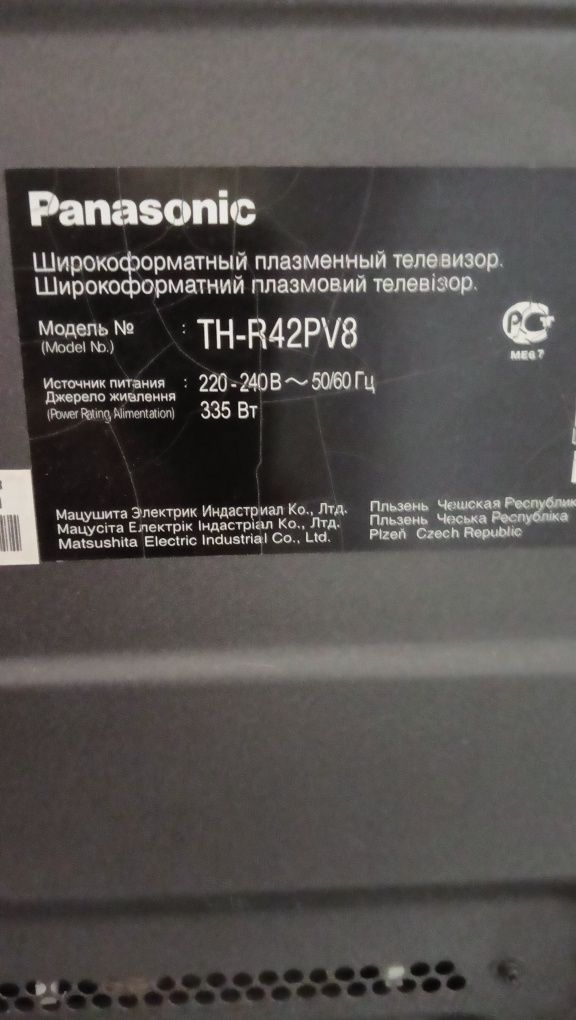 Panasonic
Широкоформатный плазменный телевизор.
Широкоформатний плазмовий телевізор.
Модель № : TH-R42PV8
(Model No.)
РСТ
ME67
Источник питания : 220-240В ~ 50/60 Гц
Джерело живлення
(Power Rating, Alimentation) 335 Вт
Мацушита Электрик Индастриал Ко., Лтд.
Мацусіта Електрік Індастріал Ко., Лтд.
Matsushita Electric Industrial Co., Ltd.
Пльзень Чешская Республик
Пльзень Чеська Республіка
Plzeň Czech Republic